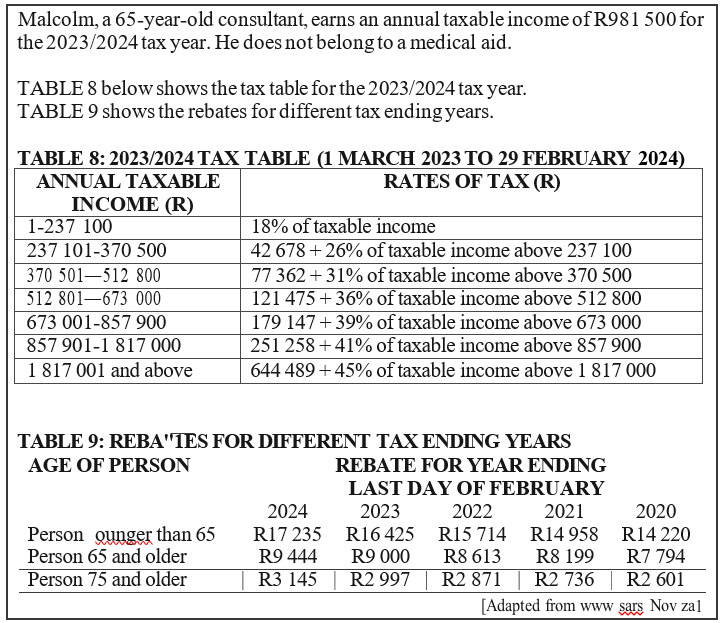 Malcolm, a 65-year-old consultant, earns an annual taxable income of R981 500 for
the 2023/2024 tax year. He does not belong to a medical aid.
TABLE 8 below shows the tax table for the 2023/2024 tax year.
TABLE 9 shows the rebates for different tax ending years.
TABLE 8: 2023/2024 TAX TABLE (1 MARCH 2023 TO 29 FEBRUARY 2024)
ANNUAL TAXABLE INCOME (R) RATES OF TAX (R)
1-237 100 18% of taxable income
237 101-370 500 42 678 + 26% of taxable income above 237 100
370 501—512 800 77 362 + 31% of taxable income above 370 500
512 801—673 000 121 475 + 36% of taxable income above 512 800
673 001-857 900 179 147 + 39% of taxable income above 673 000
857 901-1 817 000 251 258 + 41% of taxable income above 857 900
1 817 001 and above 644 489 + 45% of taxable income above 1 817 000
TABLE 9: REBA"1ES FOR DIFFERENT TAX ENDING YEARS
AGE OF PERSON REBATE FOR YEAR ENDING
LAST DAY OF FEBRUARY
2024 2023 2022 2021 2020
Person ounger than 65 R17 235 R16 425 R15 714 R14 958 R14 220
Person 65 and older R9 444 R9 000 R8 613 R8 199 R7 794
Person 75 and older | R3 145 | R2 997 | R2 871 | R2 736 | R2 601
[Adapted from www sars Nov za1